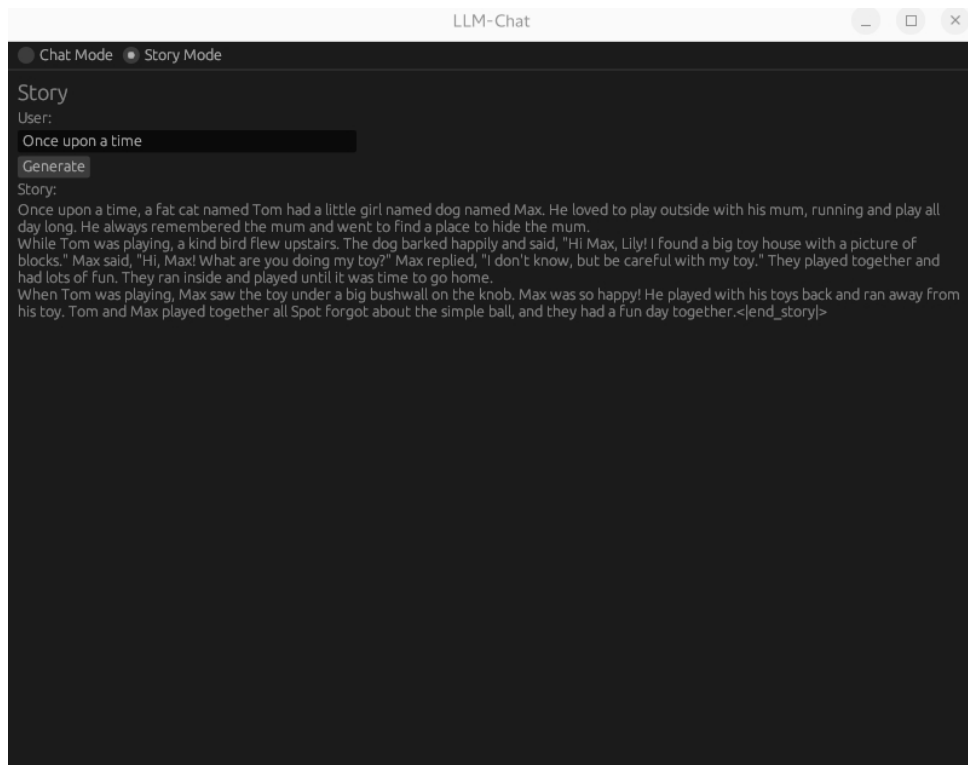 LLM-Chat
Chat Mode Story Mode
Story
User:
Once upon a time
Generate
Story:
Once upon a time, a fat cat named Tom had a little girl named dog named Max. He loved to play outside with his mum, running and play all
day long. He always remembered the mum and went to find a place to hide the mum.
While Tom was playing, a kind bird flew upstairs. The dog barked happily and said, "Hi Max, Lily! I found a big toy house with a picture of
blocks." Max said, "Hi, Max! What are you doing my toy?" Max replied, "I don't know, but be careful with my toy." They played together and
had lots of fun. They ran inside and played until it was time to go home.
When Tom was playing, Max saw the toy under a big bushwall on the knob. Max was so happy! He played with his toys back and ran away from
his toy. Tom and Max played together all Spot forgot about the simple ball, and they had a fun day together.<|end_story|>